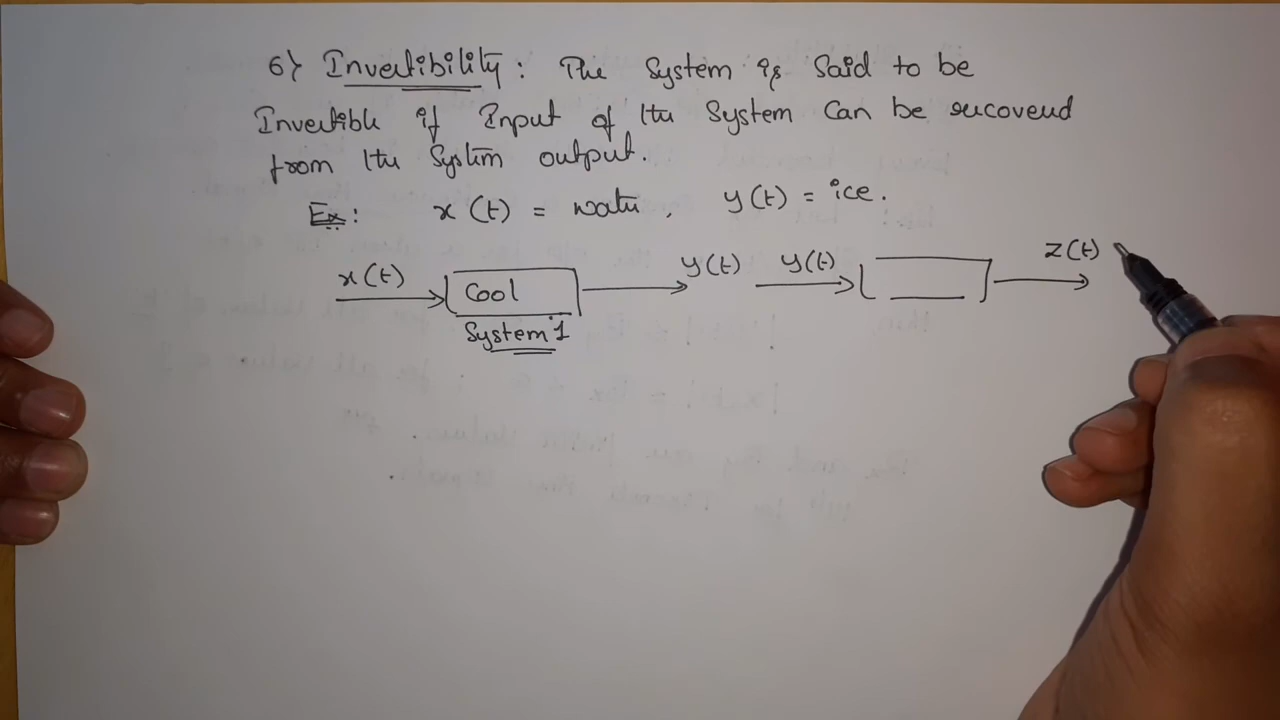 6) Invertibility: The System is Said to be
Invertible if Input of the System Can be recovered
from the System output.
Ex: x(t) = water, y(t) = ice.
x(t) Cool y(t) y(t) z(t)
System 1